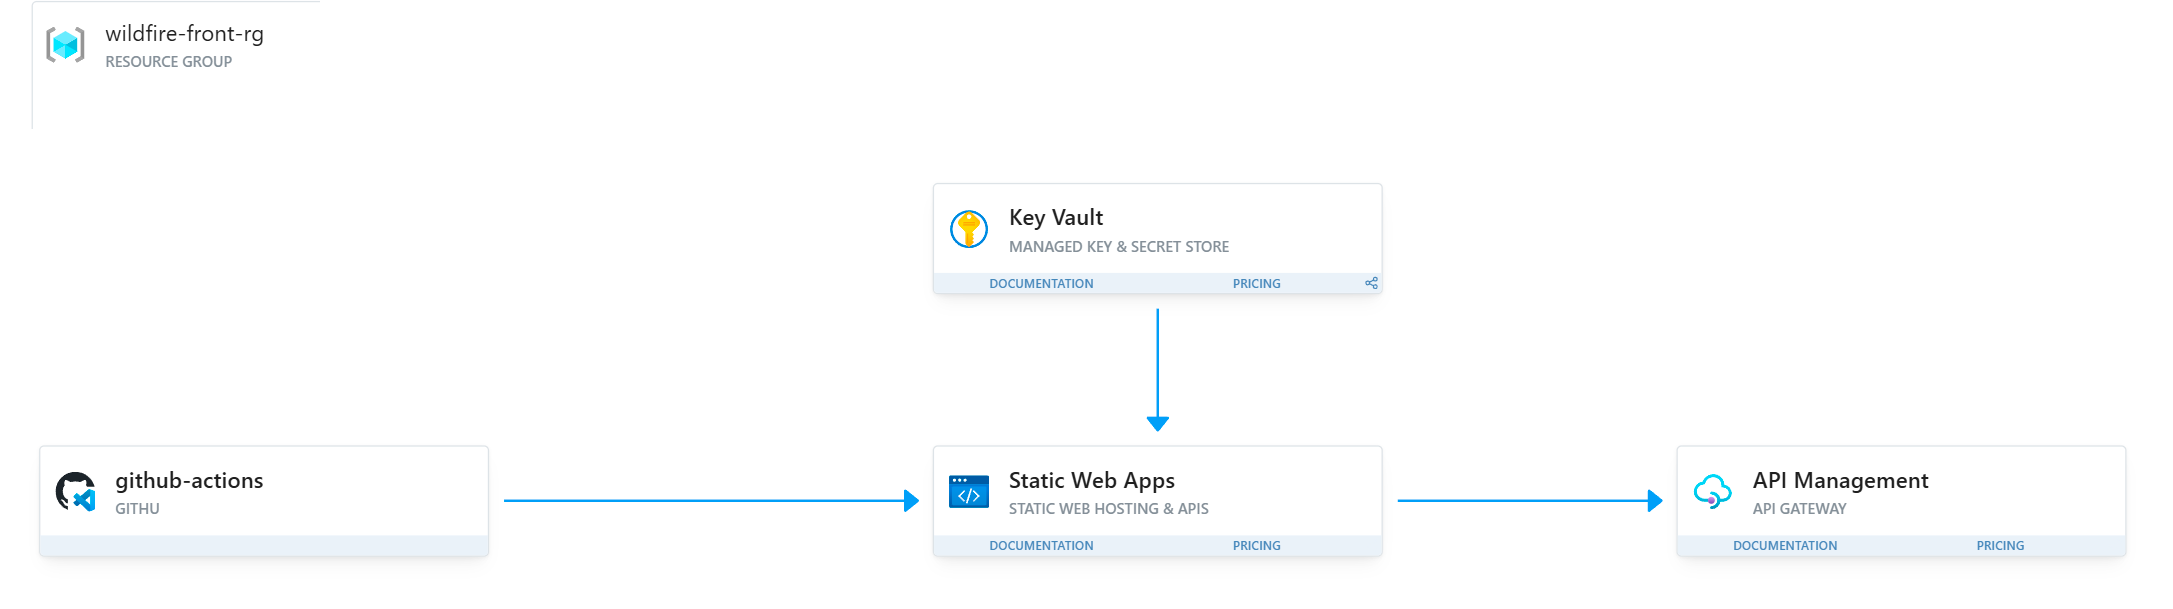 wildfire-front-rg
RESOURCE GROUP
Key Vault
MANAGED KEY & SECRET STORE
DOCUMENTATION PRICING
github-actions
GITHU
Static Web Apps
STATIC WEB HOSTING & APIS
DOCUMENTATION PRICING
API Management
API GATEWAY
DOCUMENTATION PRICING